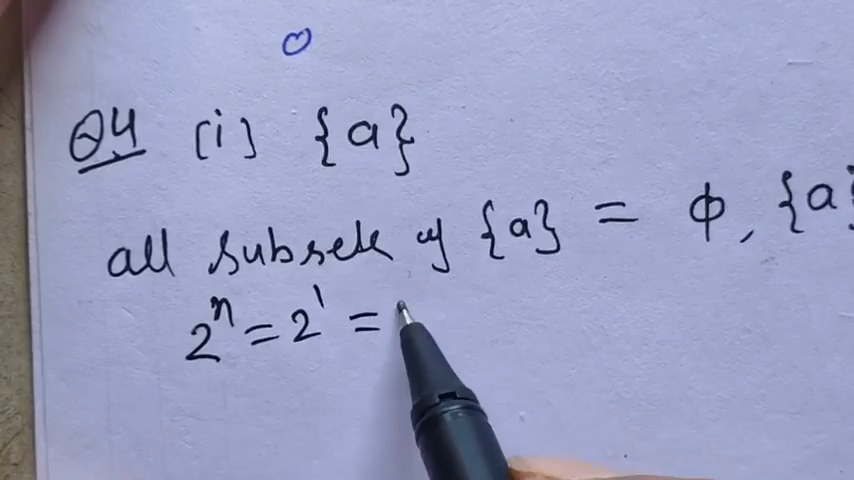 Q4 (i) {a}
all subsets of {a} = φ, {a}
2ⁿ = 2¹ =